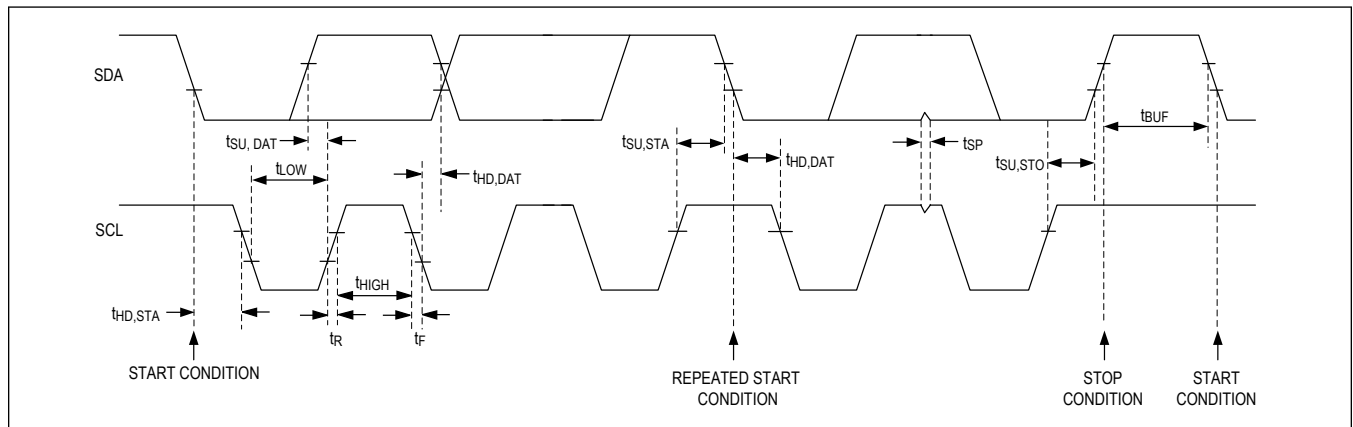 SDA
tSU, DAT
tLOW
tHD,DAT
tSU,STA
tHD,DAT
tSP
tSU,STO
tBUF
SCL
tHIGH
tHD,STA
tR
tF
START CONDITION
REPEATED START
CONDITION
STOP
CONDITION
START
CONDITION